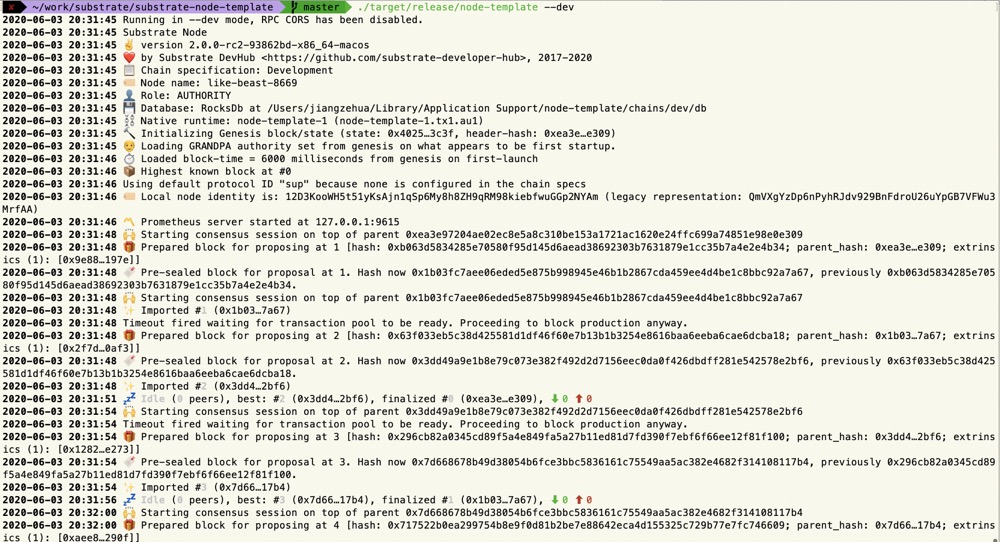 ✘ ~/work/substrate/substrate-node-template master ./target/release/node-template --dev
2020-06-03 20:31:45 Running in --dev mode, RPC CORS has been disabled.
2020-06-03 20:31:45 Substrate Node
2020-06-03 20:31:45 ✌️ version 2.0.0-rc2-93862bd-x86_64-macos
2020-06-03 20:31:45 ❤️ by Substrate DevHub <https://github.com/substrate-developer-hub>, 2017-2020
2020-06-03 20:31:45 📋 Chain specification: Development
2020-06-03 20:31:45 🏷 Node name: like-beast-8669
2020-06-03 20:31:45 👤 Role: AUTHORITY
2020-06-03 20:31:45 💾 Database: RocksDb at /Users/jiangzehua/Library/Application Support/node-template/chains/dev/db
2020-06-03 20:31:45 ⛓ Native runtime: node-template-1 (node-template-1.tx1.au1)
2020-06-03 20:31:45 🔨 Initializing Genesis block/state (state: 0x4025…3c3f, header-hash: 0xea3e…e309)
2020-06-03 20:31:45 👴 Loading GRANDPA authority set from genesis on what appears to be first startup.
2020-06-03 20:31:46 ⏱ Loaded block-time = 6000 milliseconds from genesis on first-launch
2020-06-03 20:31:46 📦 Highest known block at #0
2020-06-03 20:31:46 Using default protocol ID "sup" because none is configured in the chain specs
2020-06-03 20:31:46 🏷 Local node identity is: 12D3KooWH5t51yKsAjn1qSp6My8h8ZH9qRM98kiebfwuGGp2NYAm (legacy representation: QmVXgYzDp6nPyhRJdv929BnFdroU26uYpGB7VFWu3
MrfAA)
2020-06-03 20:31:46 〽️ Prometheus server started at 127.0.0.1:9615
2020-06-03 20:31:48 🙌 Starting consensus session on top of parent 0xea3e97204ae02ec8e5a8c310be153a1721ac1620e24ffc699a74851e98e0e309
2020-06-03 20:31:48 🎁 Prepared block for proposing at 1 [hash: 0xb063d5834285e70580f95d145d6aead38692303b7631879e1cc35b7a4e2e4b34; parent_hash: 0xea3e…e309; extrins
ics (1): [0x9e88…197e]]
2020-06-03 20:31:48 🔖 Pre-sealed block for proposal at 1. Hash now 0x1b03fc7aee06eded5e875b998945e46b1b2867cda459ee4d4be1c8bbc92a7a67, previously 0xb063d5834285e705
80f95d145d6aead38692303b7631879e1cc35b7a4e2e4b34.
2020-06-03 20:31:48 🙌 Starting consensus session on top of parent 0x1b03fc7aee06eded5e875b998945e46b1b2867cda459ee4d4be1c8bbc92a7a67
2020-06-03 20:31:48 ✨ Imported #1 (0x1b03…7a67)
2020-06-03 20:31:48 Timeout fired waiting for transaction pool to be ready. Proceeding to block production anyway.
2020-06-03 20:31:48 🎁 Prepared block for proposing at 2 [hash: 0x63f033eb5c38d425581d1df46f60e7b13b1b3254e8616baa6eeba6cae6dcba18; parent_hash: 0x1b03…7a67; extrins
ics (1): [0x2f7d…0af3]]
2020-06-03 20:31:48 🔖 Pre-sealed block for proposal at 2. Hash now 0x3dd49a9e1b8e79c073e382f492d2d7156eec0da0f426dbdff281e542578e2bf6, previously 0x63f033eb5c38d425
581d1df46f60e7b13b1b3254e8616baa6eeba6cae6dcba18.
2020-06-03 20:31:48 ✨ Imported #2 (0x3dd4…2bf6)
2020-06-03 20:31:51 💤 Idle (0 peers), best: #2 (0x3dd4…2bf6), finalized #0 (0xea3e…e309), ⬇ 0 ⬆ 0
2020-06-03 20:31:54 🙌 Starting consensus session on top of parent 0x3dd49a9e1b8e79c073e382f492d2d7156eec0da0f426dbdff281e542578e2bf6
2020-06-03 20:31:54 Timeout fired waiting for transaction pool to be ready. Proceeding to block production anyway.
2020-06-03 20:31:54 🎁 Prepared block for proposing at 3 [hash: 0x296cb82a0345cd89f5a4e849fa5a27b11ed81d7fd390f7ebf6f66ee12f81f100; parent_hash: 0x3dd4…2bf6; extrins
ics (1): [0x1282…e273]]
2020-06-03 20:31:54 🔖 Pre-sealed block for proposal at 3. Hash now 0x7d668678b49d38054b6fce3bbc5836161c75549aa5ac382e4682f314108117b4, previously 0x296cb82a0345cd89
f5a4e849fa5a27b11ed81d7fd390f7ebf6f66ee12f81f100.
2020-06-03 20:31:54 ✨ Imported #3 (0x7d66…17b4)
2020-06-03 20:31:56 💤 Idle (0 peers), best: #3 (0x7d66…17b4), finalized #1 (0x1b03…7a67), ⬇ 0 ⬆ 0
2020-06-03 20:32:00 🙌 Starting consensus session on top of parent 0x7d668678b49d38054b6fce3bbc5836161c75549aa5ac382e4682f314108117b4
2020-06-03 20:32:00 🎁 Prepared block for proposing at 4 [hash: 0x717522b0ea299754b8e9f0d81b2be7e88642eca4d155325c729b77e7fc746609; parent_hash: 0x7d66…17b4; extrins
ics (1): [0xaee8…290f]]